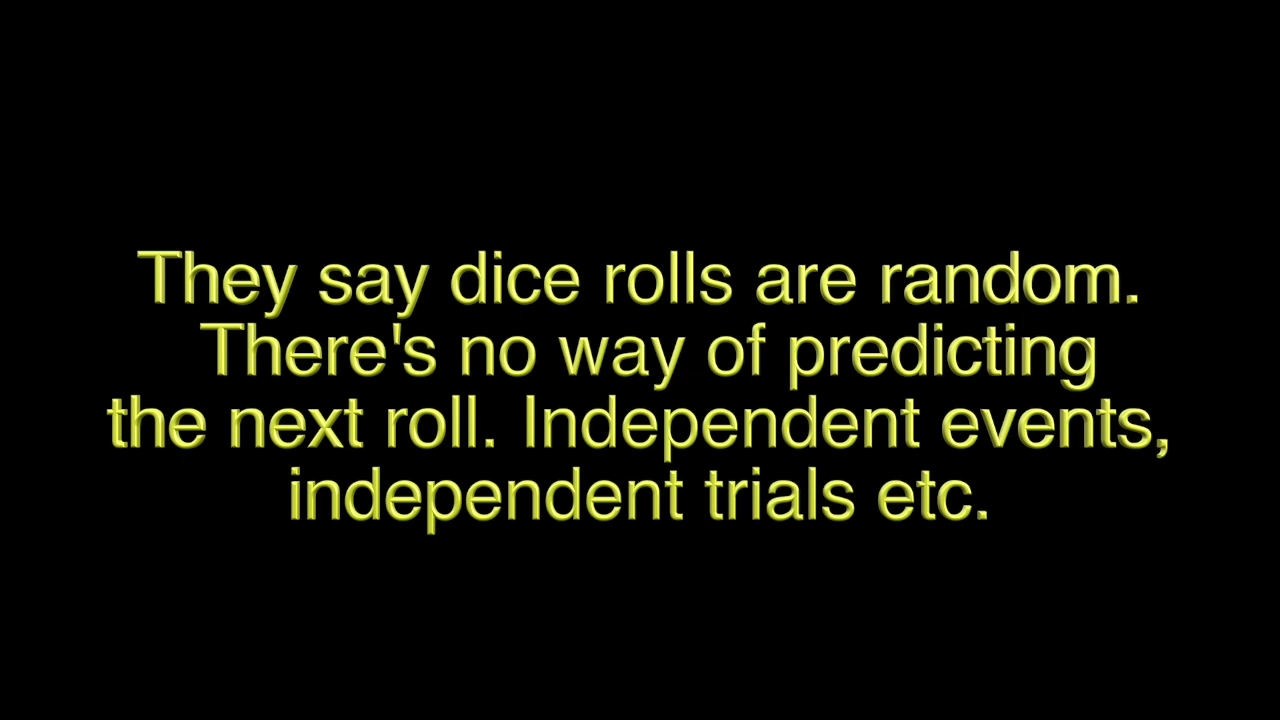 They say dice rolls are random.
There's no way of predicting
the next roll. Independent events,
independent trials etc.